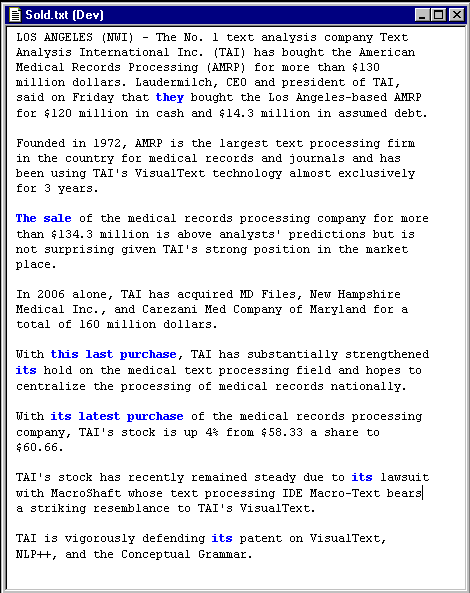 Sold.txt (Dev)
LOS ANGELES (NWI) - The No. 1 text analysis company Text
Analysis International Inc. (TAI) has bought the American
Medical Records Processing (AMRP) for more than $130
million dollars. Laudermilch, CEO and president of TAI,
said on Friday that they bought the Los Angeles-based AMRP
for $120 million in cash and $14.3 million in assumed debt.
Founded in 1972, AMRP is the largest text processing firm
in the country for medical records and journals and has
been using TAI's VisualText technology almost exclusively
for 3 years.
The sale of the medical records processing company for more
than $134.3 million is above analysts' predictions but is
not surprising given TAI's strong position in the market
place.
In 2006 alone, TAI has acquired MD Files, New Hampshire
Medical Inc., and Carezani Med Company of Maryland for a
total of 160 million dollars.
With this last purchase, TAI has substantially strengthened
its hold on the medical text processing field and hopes to
centralize the processing of medical records nationally.
With its latest purchase of the medical records processing
company, TAI's stock is up 4% from $58.33 a share to
$60.66.
TAI's stock has recently remained steady due to its lawsuit
with MacroShaft whose text processing IDE Macro-Text bears
a striking resemblance to TAI's VisualText.
TAI is vigorously defending its patent on VisualText,
NLP++, and the Conceptual Grammar.